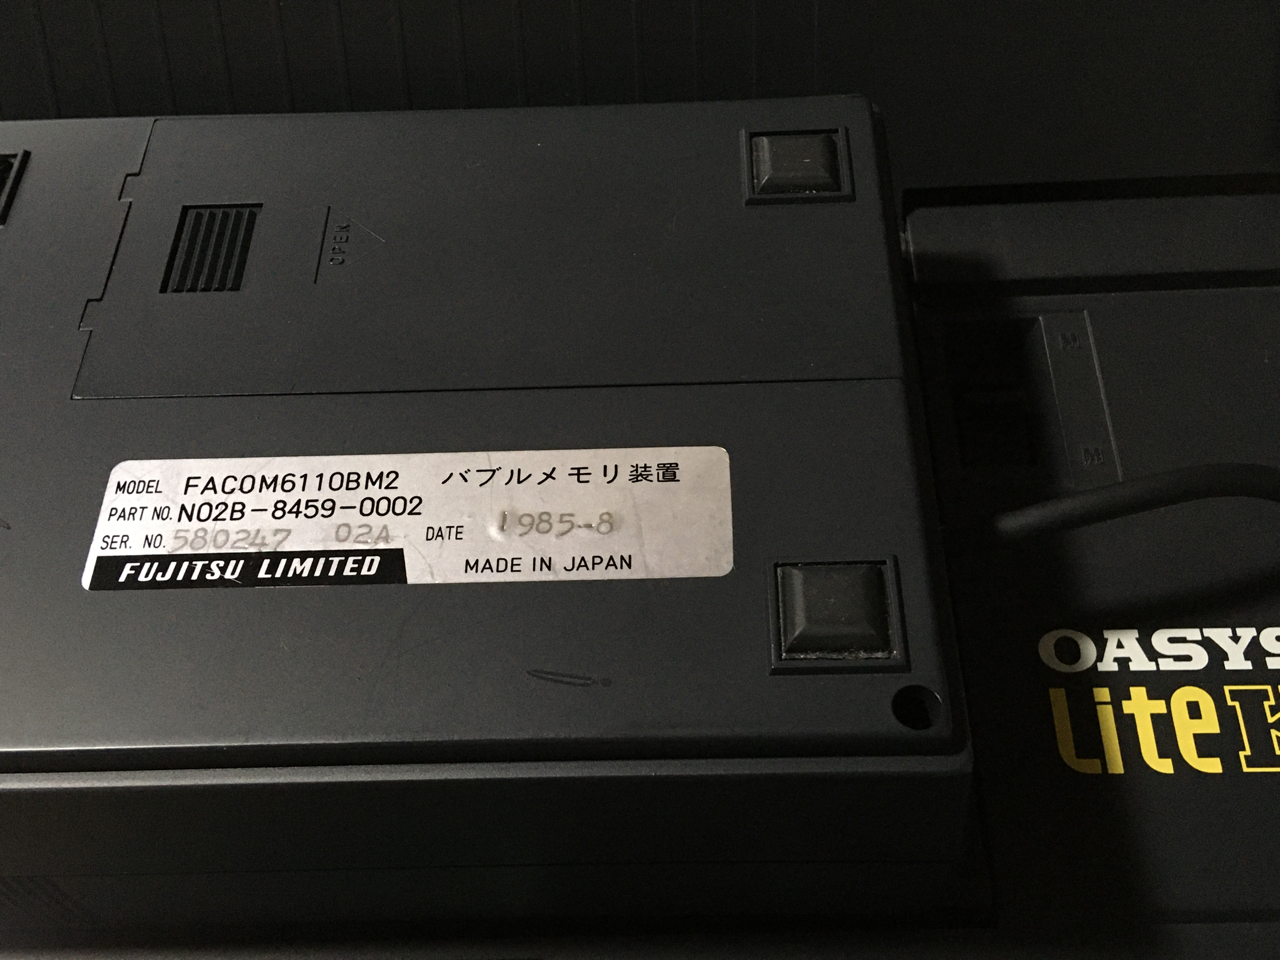 OPEN
MODEL FACOM6110BM2 バブルメモリ装置
PART NO. N02B-8459-0002
SER. NO. 580247 02A DATE 1985-8
FUJITSU LIMITED MADE IN JAPAN
OASYS
Lite